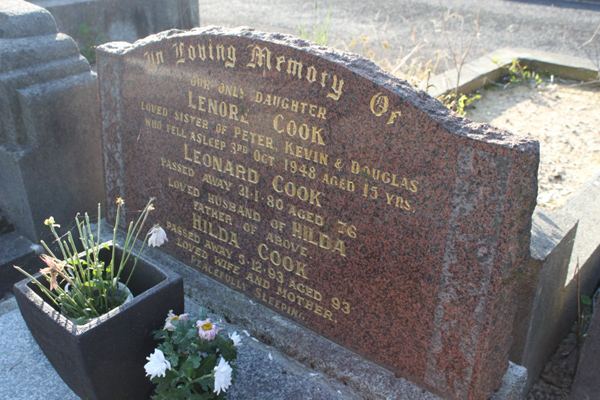 In Loving Memory Of
OUR ONLY DAUGHTER
LENORE COOK
LOVED SISTER OF PETER, KEVIN & DOUGLAS
WHO FELL ASLEEP 3RD OCT 1948 AGED 15 YRS.
LEONARD COOK
PASSED AWAY 31·1·80 AGED 76
LOVED HUSBAND OF HILDA
FATHER OF ABOVE
HILDA COOK
PASSED AWAY 5·12·93 AGED 93
LOVED WIFE AND MOTHER.
PEACEFULLY SLEEPING.